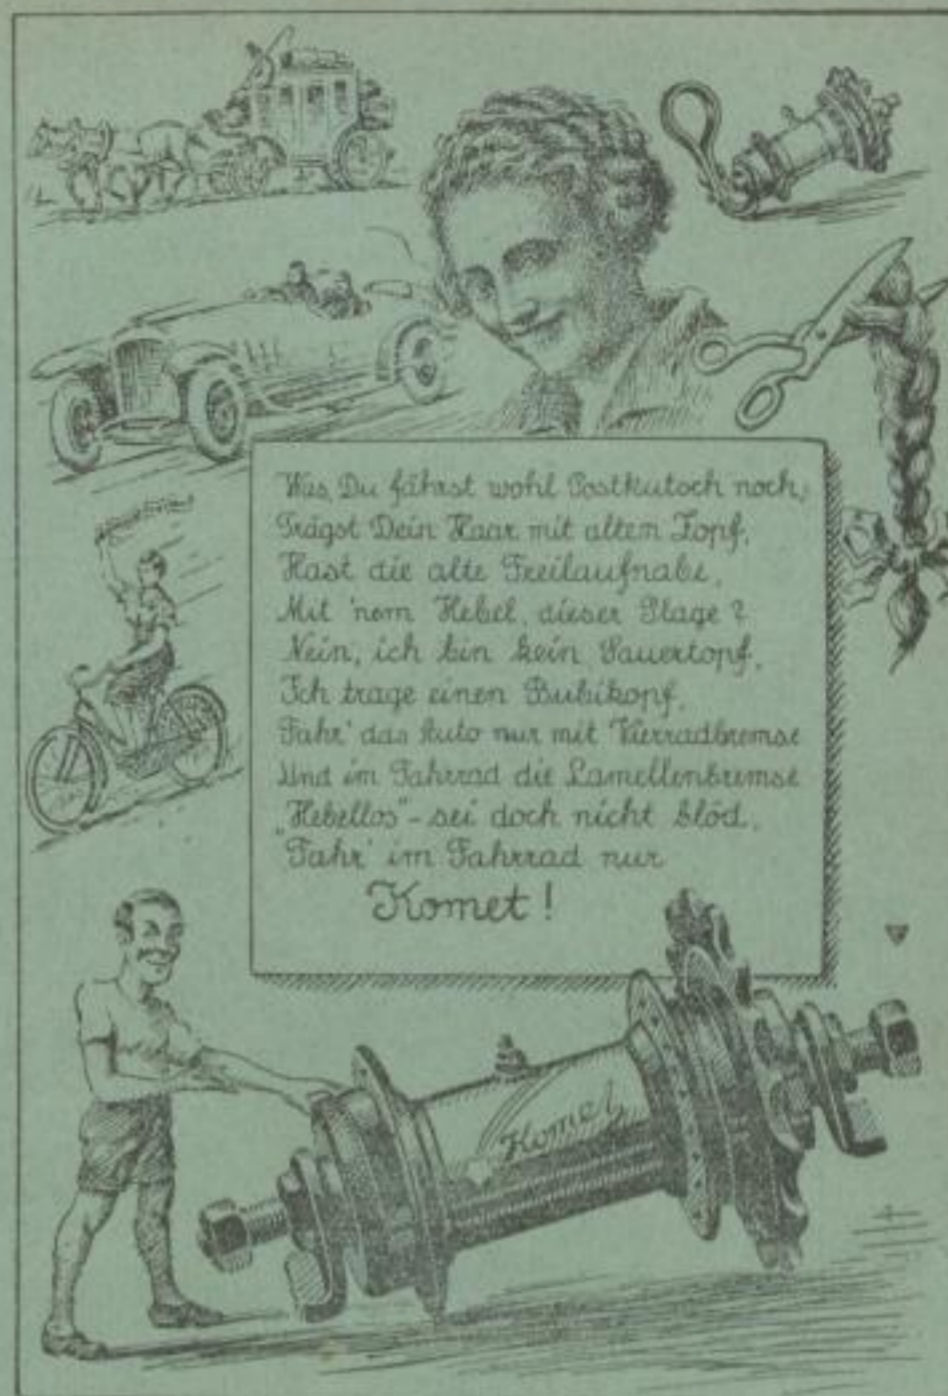 Was, Du fährst wohl Postkutsch noch,
Trägst Dein Haar mit altem Zopf,
Hast die alte Freilaufnabe,
Mit 'nem Hebel, dieser Plage?
Nein, ich bin kein Sauertopf,
Ich trage einen Bubikopf,
Fahr' das Auto nur mit Vierradbremse
Und im Fahrrad die Lamellenbremse
"Hebellos" - sei doch nicht blöd,
"Fahr' im Fahrrad nur
Komet!
Komet